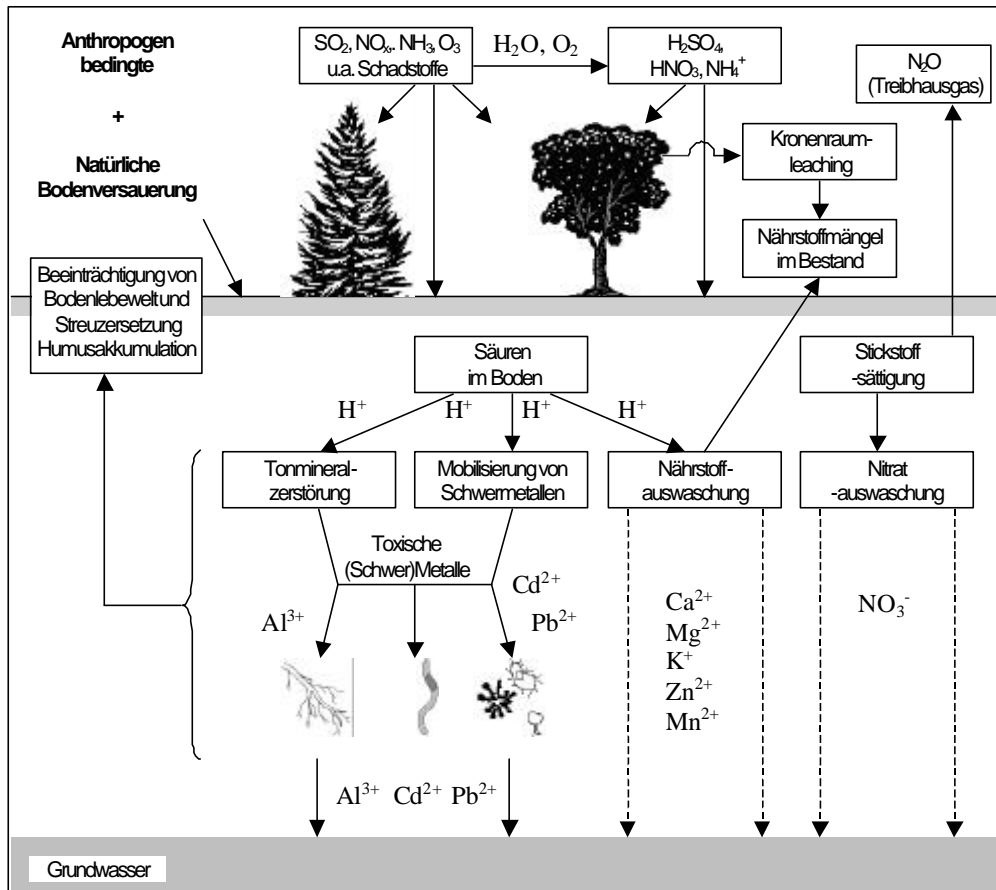 Anthropogen
bedingte
+
Natürliche
Bodenversauerung
SO₂, NOₓ. NH₃, O₃
u.a. Schadstoffe
H₂O, O₂
H₂SO₄,
HNO₃, NH₄⁺
N₂O
(Treibhausgas)
Kronenraum-
leaching
Nährstoffmängel
im Bestand
Beeinträchtigung von
Bodenlebewelt und
Streuzersetzung
Humusakkumulation
Säuren
im Boden
Stickstoff
-sättigung
H⁺
H⁺
H⁺
H⁺
Tonmineral-
zerstörung
Mobilisierung von
Schwermetallen
Nährstoff-
auswaschung
Nitrat
-auswaschung
Toxische
(Schwer)Metalle
Cd²⁺
Al³⁺
Pb²⁺
Ca²⁺
Mg²⁺
K⁺
Zn²⁺
Mn²⁺
NO₃⁻
Al³⁺ Cd²⁺ Pb²⁺
Grundwasser